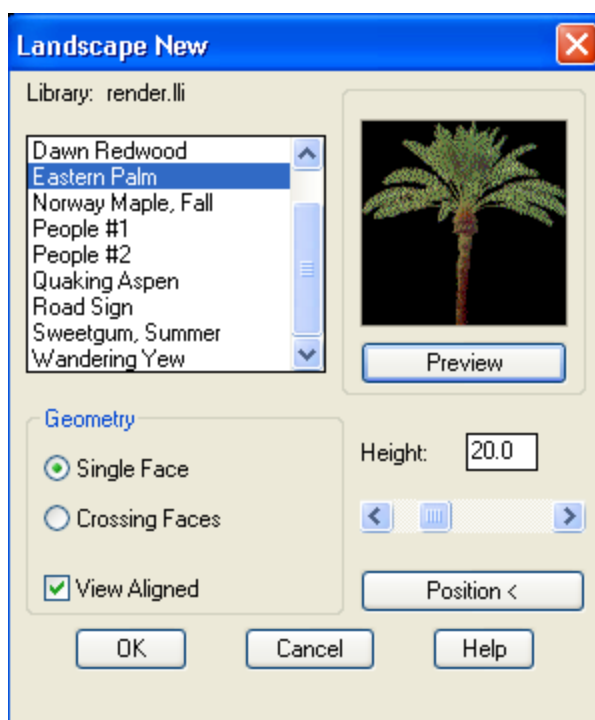 Landscape New
Library: render.lli
Dawn Redwood
Eastern Palm
Norway Maple, Fall
People #1
People #2
Quaking Aspen
Road Sign
Sweetgum, Summer
Wandering Yew
Preview
Geometry
Single Face
Crossing Faces
View Aligned
Height: 20.0
Position <
OK Cancel Help